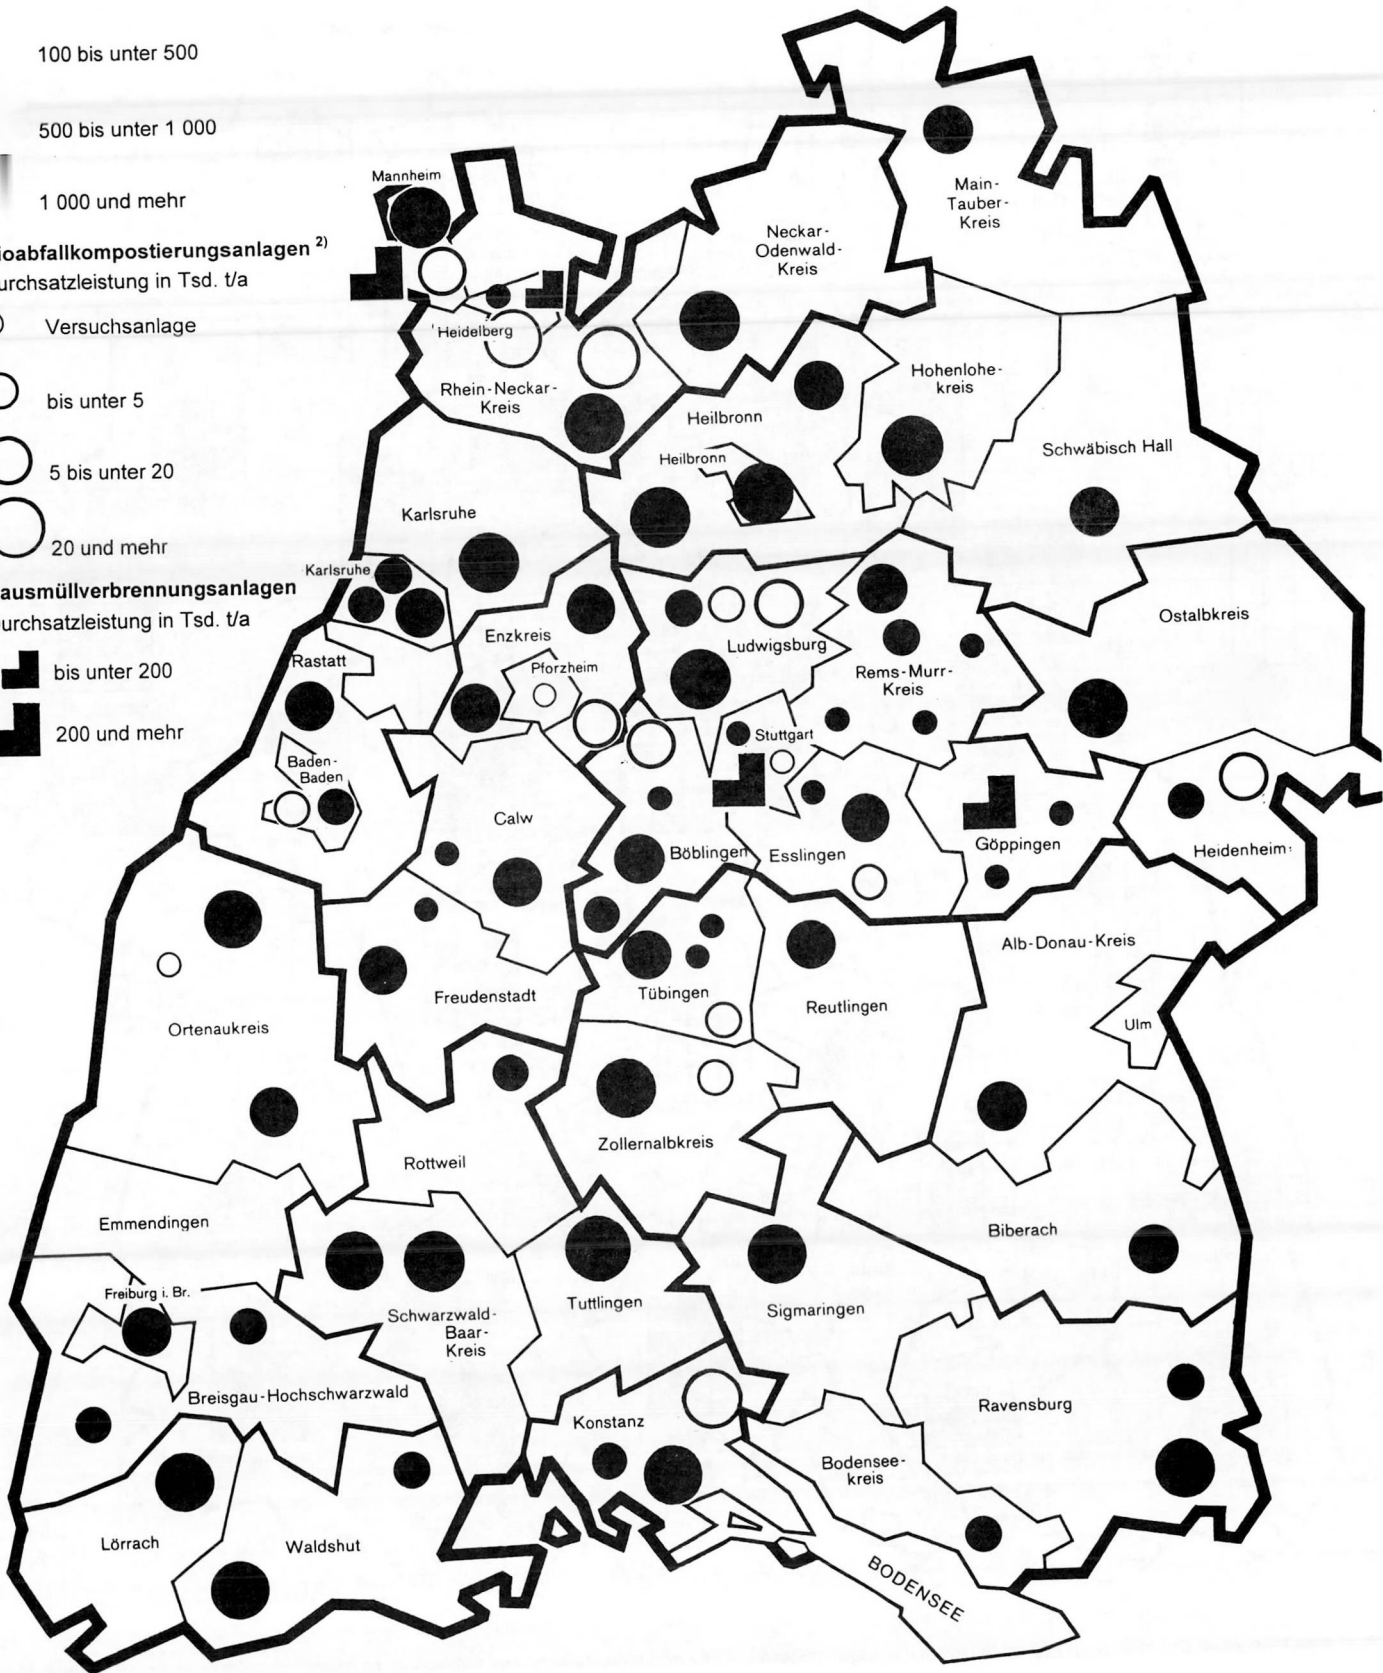 100 bis unter 500
500 bis unter 1 000
1 000 und mehr
ioabfallkompostierungsanlagen 2)
urchsatzleistung in Tsd. t/a
Versuchsanlage
bis unter 5
5 bis unter 20
20 und mehr
ausmüllverbrennungsanlagen
urchsatzleistung in Tsd. t/a
bis unter 200
200 und mehr
Mannheim
Main-
Tauber-
Kreis
Neckar-
Odenwald-
Kreis
Heidelberg
Rhein-Neckar-
Kreis
Hohenlohe-
kreis
Heilbronn
Heilbronn
Schwäbisch Hall
Karlsruhe
Karlsruhe
Enzkreis
Pforzheim
Ludwigsburg
Rems-Murr-
Kreis
Ostalbkreis
Rastatt
Baden-
Baden
Stuttgart
Calw
Böblingen
Esslingen
Göppingen
Heidenheim
Freudenstadt
Tübingen
Reutlingen
Alb-Donau-Kreis
Ulm
Ortenaukreis
Rottweil
Zollernalbkreis
Emmendingen
Biberach
Freiburg i. Br.
Schwarzwald-
Baar-
Kreis
Tuttlingen
Sigmaringen
Breisgau-Hochschwarzwald
Konstanz
Ravensburg
Bodensee-
kreis
Lörrach
Waldshut
BODENSEE